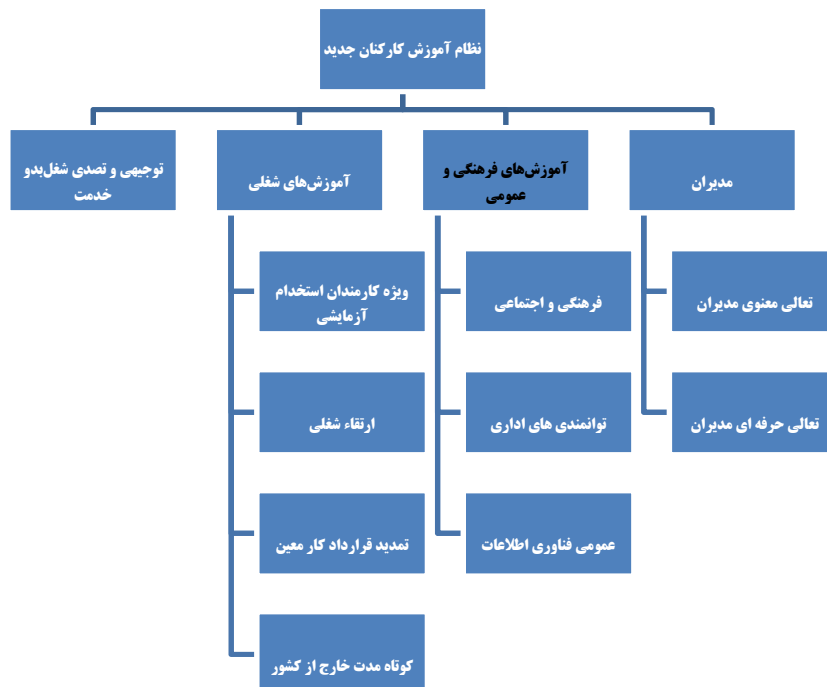 نظام آموزش کارکنان جدید
مدیران
آموزش‌های فرهنگی و
عمومی
آموزش‌های شغلی
توجیهی و تصدی شغل‌بدو
خدمت
تعالی معنوی مدیران
تعالی حرفه ای مدیران
فرهنگی و اجتماعی
توانمندی های اداری
عمومی فناوری اطلاعات
ویژه کارمندان استخدام
آزمایشی
ارتقاء شغلی
تمدید قرارداد کار معین
کوتاه مدت خارج از کشور